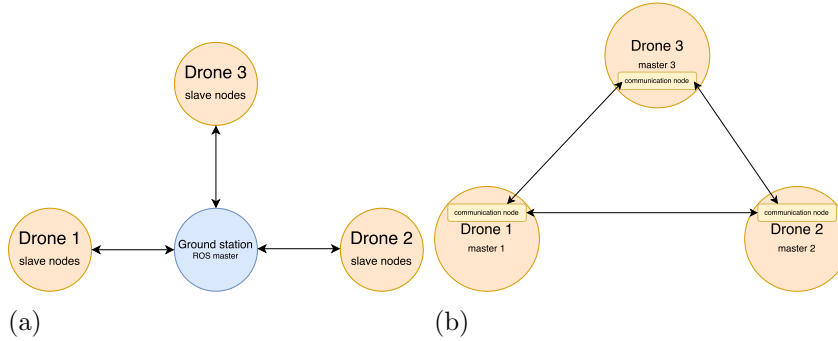 Drone 3
slave nodes
Drone 1
slave nodes
Ground station
ROS master
Drone 2
slave nodes
(a)
Drone 3
master 3
communication node
communication node
Drone 1
master 1
communication node
Drone 2
master 2
(b)